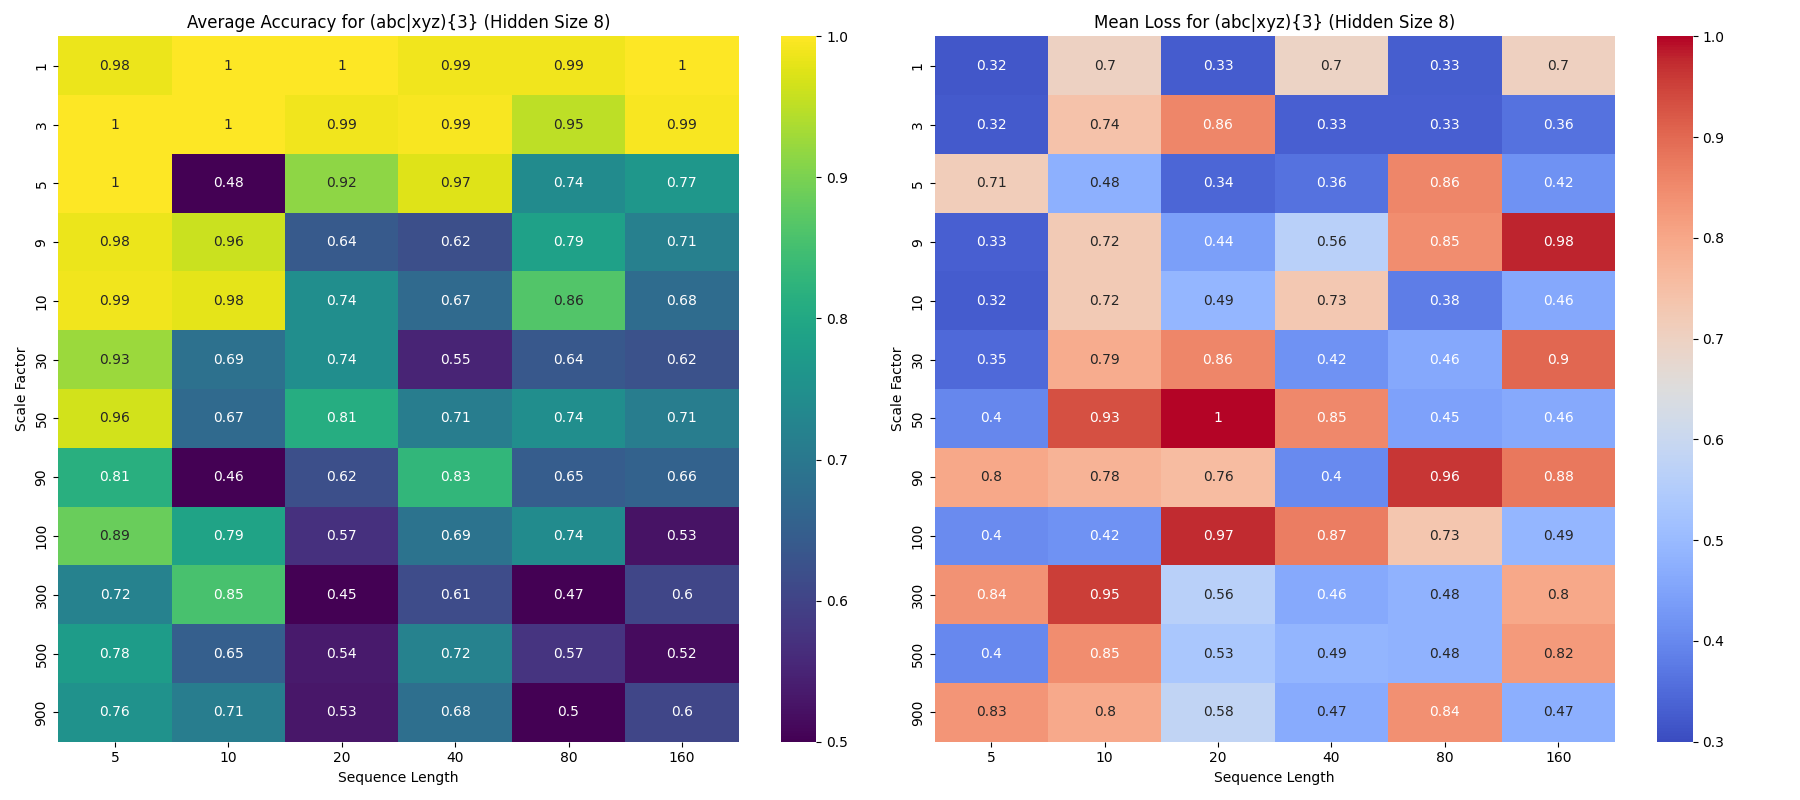 Average Accuracy for (abc|xyz){3} (Hidden Size 8)
1 0.98 1 1 0.99 0.99 1
3 1 1 0.99 0.99 0.95 0.99
5 1 0.48 0.92 0.97 0.74 0.77
9 0.98 0.96 0.64 0.62 0.79 0.71
10 0.99 0.98 0.74 0.67 0.86 0.68
30 0.93 0.69 0.74 0.55 0.64 0.62
50 0.96 0.67 0.81 0.71 0.74 0.71
90 0.81 0.46 0.62 0.83 0.65 0.66
100 0.89 0.79 0.57 0.69 0.74 0.53
300 0.72 0.85 0.45 0.61 0.47 0.6
500 0.78 0.65 0.54 0.72 0.57 0.52
900 0.76 0.71 0.53 0.68 0.5 0.6
5 10 20 40 80 160
Sequence Length
Scale Factor
1.0
0.9
0.8
0.7
0.6
0.5
Mean Loss for (abc|xyz){3} (Hidden Size 8)
1 0.32 0.7 0.33 0.7 0.33 0.7
3 0.32 0.74 0.86 0.33 0.33 0.36
5 0.71 0.48 0.34 0.36 0.86 0.42
9 0.33 0.72 0.44 0.56 0.85 0.98
10 0.32 0.72 0.49 0.73 0.38 0.46
30 0.35 0.79 0.86 0.42 0.46 0.9
50 0.4 0.93 1 0.85 0.45 0.46
90 0.8 0.78 0.76 0.4 0.96 0.88
100 0.4 0.42 0.97 0.87 0.73 0.49
300 0.84 0.95 0.56 0.46 0.48 0.8
500 0.4 0.85 0.53 0.49 0.48 0.82
900 0.83 0.8 0.58 0.47 0.84 0.47
5 10 20 40 80 160
Sequence Length
Scale Factor
1.0
0.9
0.8
0.7
0.6
0.5
0.4
0.3